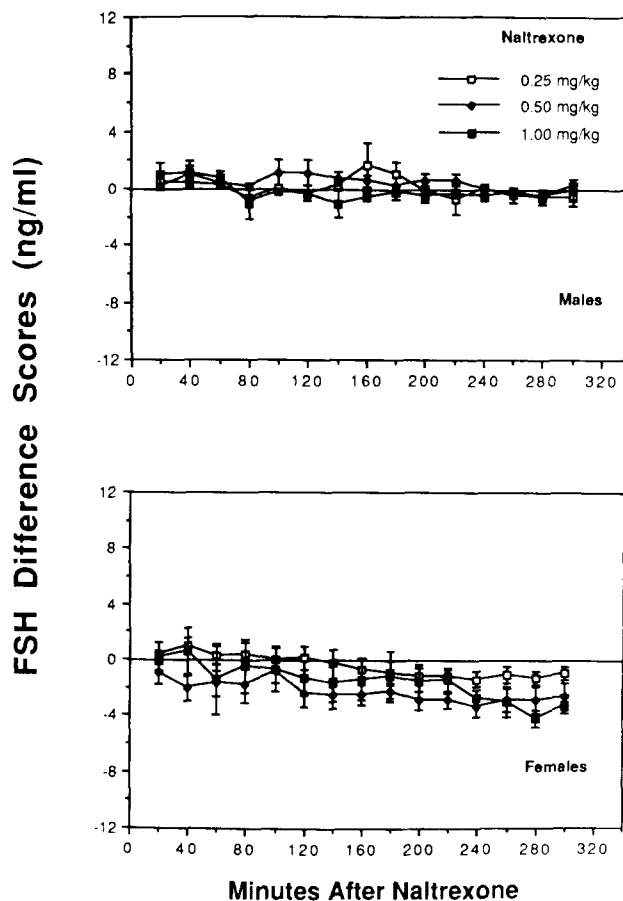 FSH Difference Scores (ng/ml)
12
8
4
0
-4
-8
-12
Naltrexone
0.25 mg/kg
0.50 mg/kg
1.00 mg/kg
Males
0 40 80 120 160 200 240 280 320
12
8
4
0
-4
-8
-12
Females
0 40 80 120 160 200 240 280 320
Minutes After Naltrexone